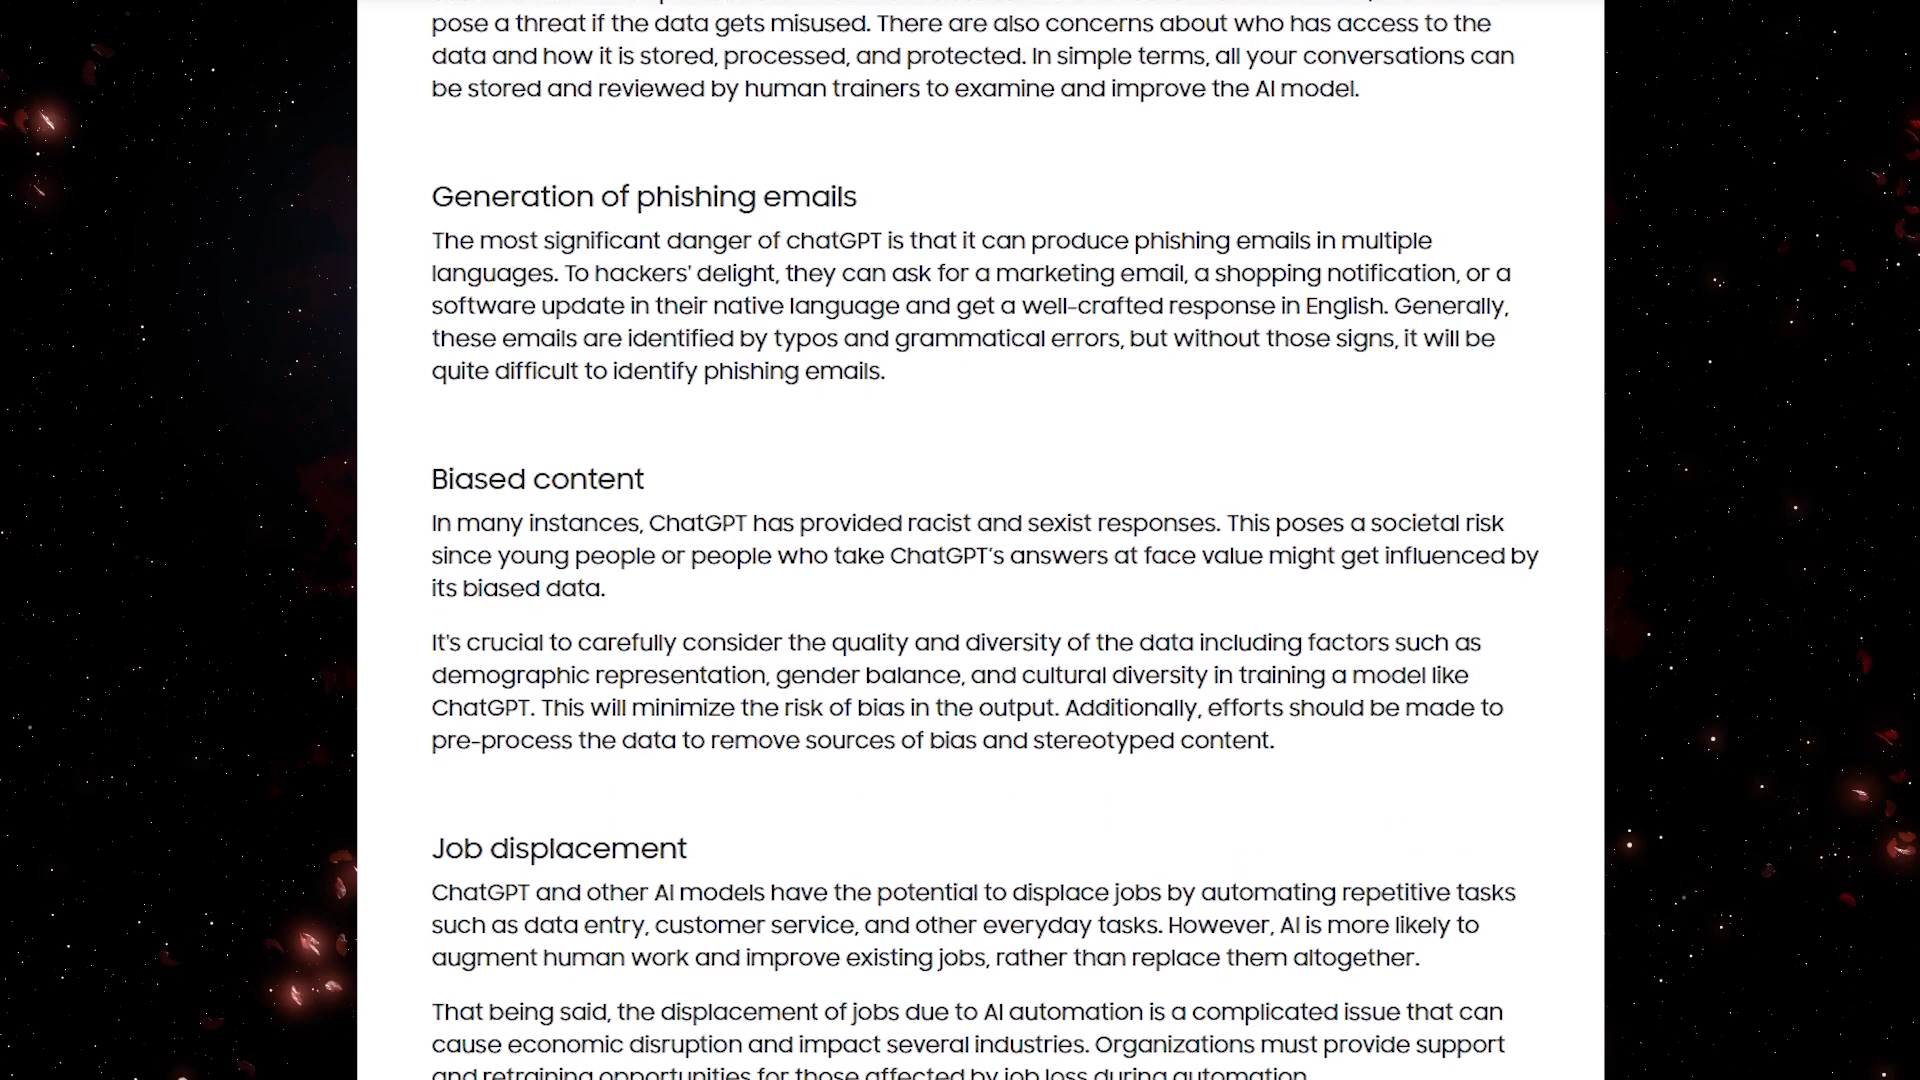 pose a threat if the data gets misused. There are also concerns about who has access to the
data and how it is stored, processed, and protected. In simple terms, all your conversations can
be stored and reviewed by human trainers to examine and improve the AI model.
Generation of phishing emails
The most significant danger of chatGPT is that it can produce phishing emails in multiple
languages. To hackers' delight, they can ask for a marketing email, a shopping notification, or a
software update in their native language and get a well-crafted response in English. Generally,
these emails are identified by typos and grammatical errors, but without those signs, it will be
quite difficult to identify phishing emails.
Biased content
In many instances, ChatGPT has provided racist and sexist responses. This poses a societal risk
since young people or people who take ChatGPT's answers at face value might get influenced by
its biased data.
It's crucial to carefully consider the quality and diversity of the data including factors such as
demographic representation, gender balance, and cultural diversity in training a model like
ChatGPT. This will minimize the risk of bias in the output. Additionally, efforts should be made to
pre-process the data to remove sources of bias and stereotyped content.
Job displacement
ChatGPT and other AI models have the potential to displace jobs by automating repetitive tasks
such as data entry, customer service, and other everyday tasks. However, AI is more likely to
augment human work and improve existing jobs, rather than replace them altogether.
That being said, the displacement of jobs due to AI automation is a complicated issue that can
cause economic disruption and impact several industries. Organizations must provide support
and retraining opportunities for those affected by job loss during automation.